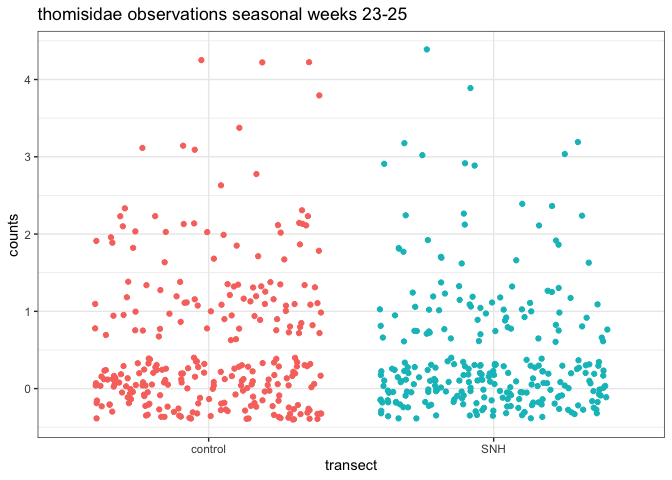 thomisidae observations seasonal weeks 23-25
counts
4
3
2
1
0
control SNH
transect